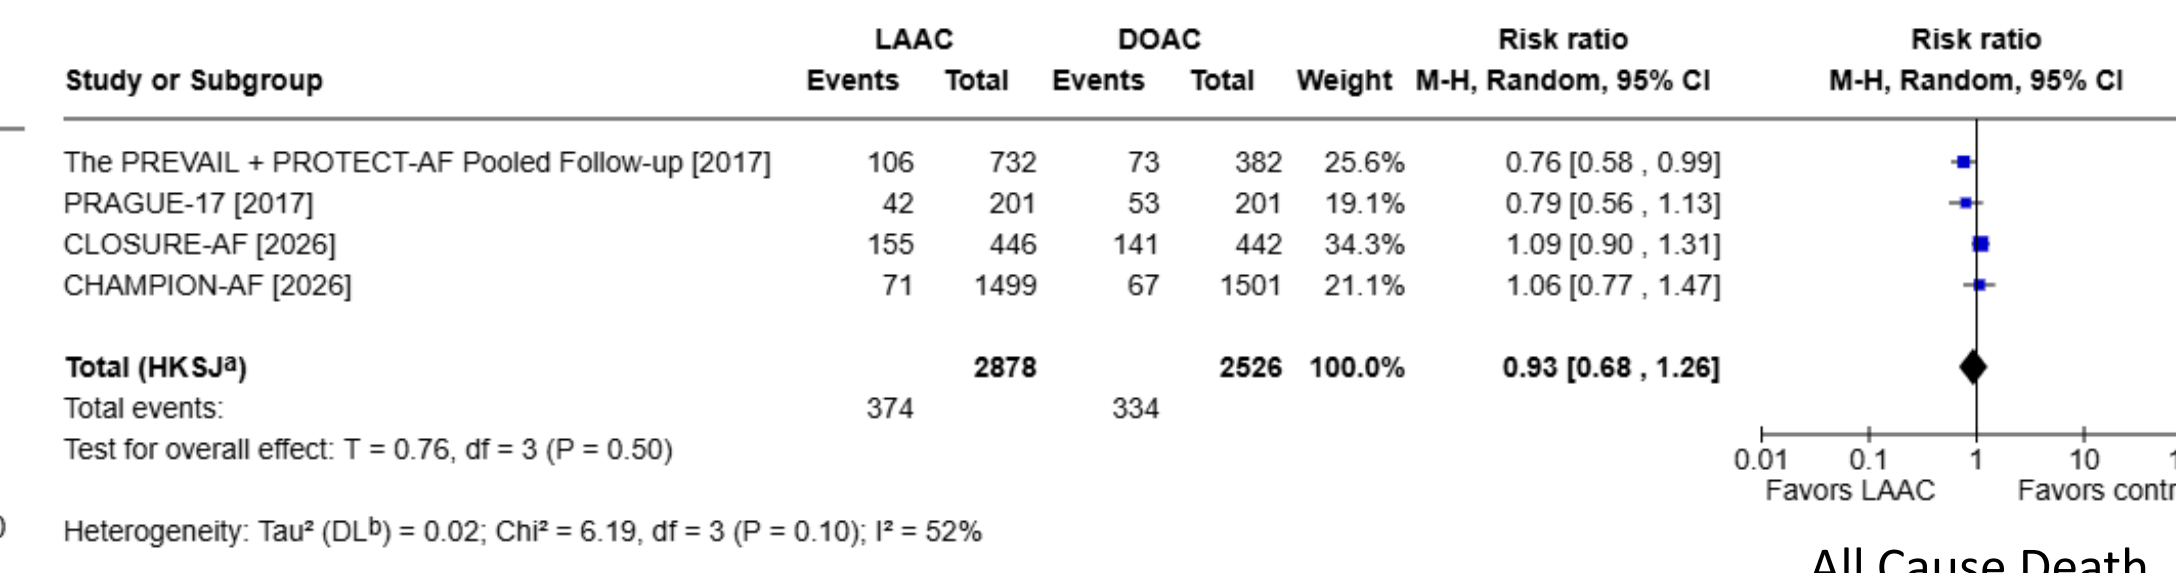 LAAC DOAC Risk ratio Risk ratio
Study or Subgroup Events Total Events Total Weight M-H, Random, 95% CI M-H, Random, 95% CI
The PREVAIL + PROTECT-AF Pooled Follow-up [2017] 106 732 73 382 25.6% 0.76 [0.58 , 0.99]
PRAGUE-17 [2017] 42 201 53 201 19.1% 0.79 [0.56 , 1.13]
CLOSURE-AF [2026] 155 446 141 442 34.3% 1.09 [0.90 , 1.31]
CHAMPION-AF [2026] 71 1499 67 1501 21.1% 1.06 [0.77 , 1.47]
Total (HKSJᵃ) 2878 2526 100.0% 0.93 [0.68 , 1.26]
Total events: 374 334
Test for overall effect: T = 0.76, df = 3 (P = 0.50)
0.01 0.1 1 10 1
Favors LAAC Favors contr
Heterogeneity: Tau² (DLᵇ) = 0.02; Chi² = 6.19, df = 3 (P = 0.10); I² = 52%
All Cause Death